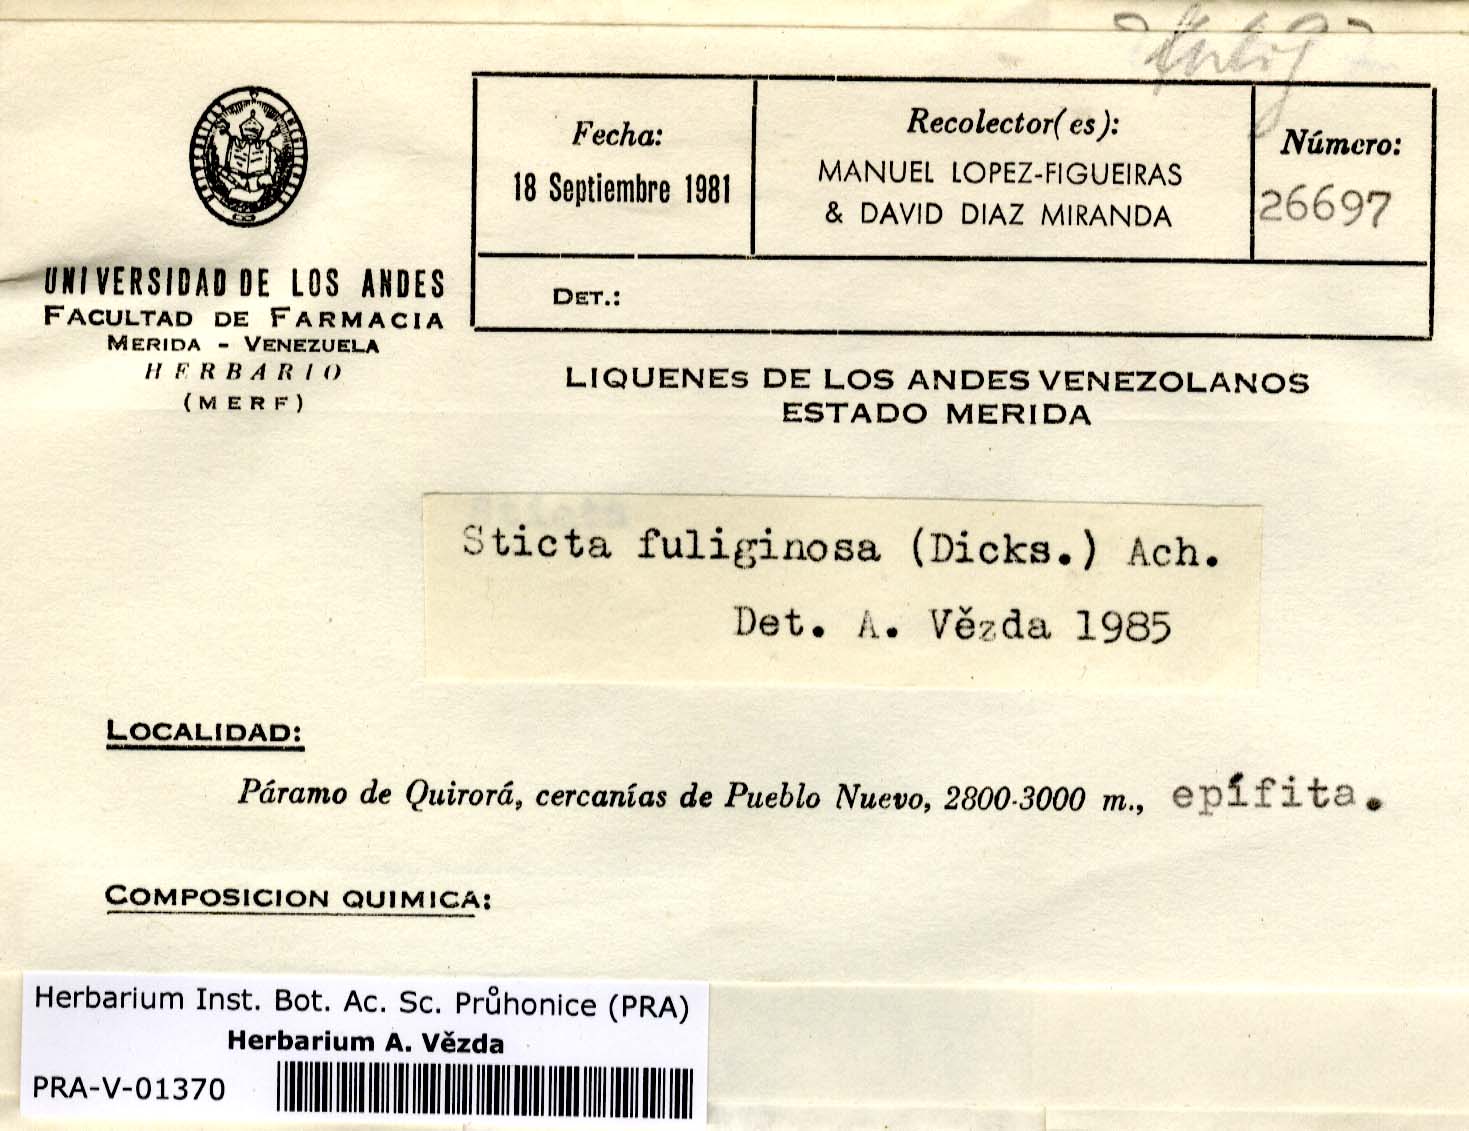 Fecha:
18 Septiembre 1981
Recolector(es):
MANUEL LOPEZ-FIGUEIRAS
& DAVID DIAZ MIRANDA
Número:
26697
DET.:
UNIVERSIDAD DE LOS ANDES
FACULTAD DE FARMACIA
MERIDA - VENEZUELA
HERBARIO
(MERF)
LIQUENES DE LOS ANDES VENEZOLANOS
ESTADO MERIDA
Sticta fuliginosa (Dicks.) Ach.
Det. A. Vězda 1985
LOCALIDAD:
Páramo de Quirorá, cercanías de Pueblo Nuevo, 2800-3000 m., epífita.
COMPOSICION QUIMICA:
Herbarium Inst. Bot. Ac. Sc. Průhonice (PRA)
Herbarium A. Vězda
PRA-V-01370